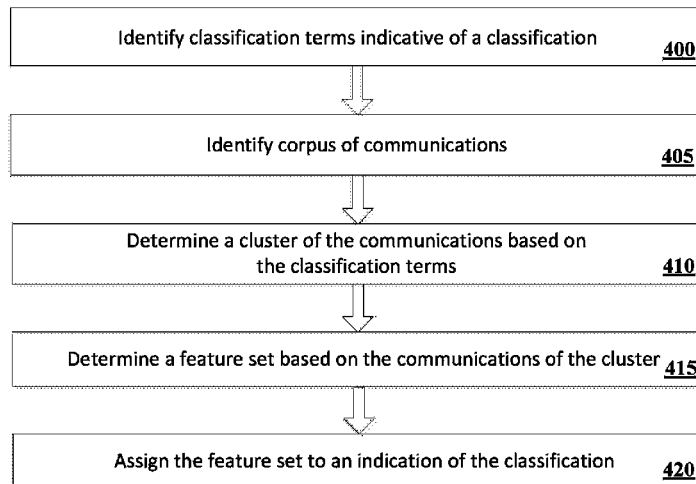 Identify classification terms indicative of a classification
400
Identify corpus of communications
405
Determine a cluster of the communications based on
the classification terms
410
Determine a feature set based on the communications of the cluster
415
Assign the feature set to an indication of the classification
420